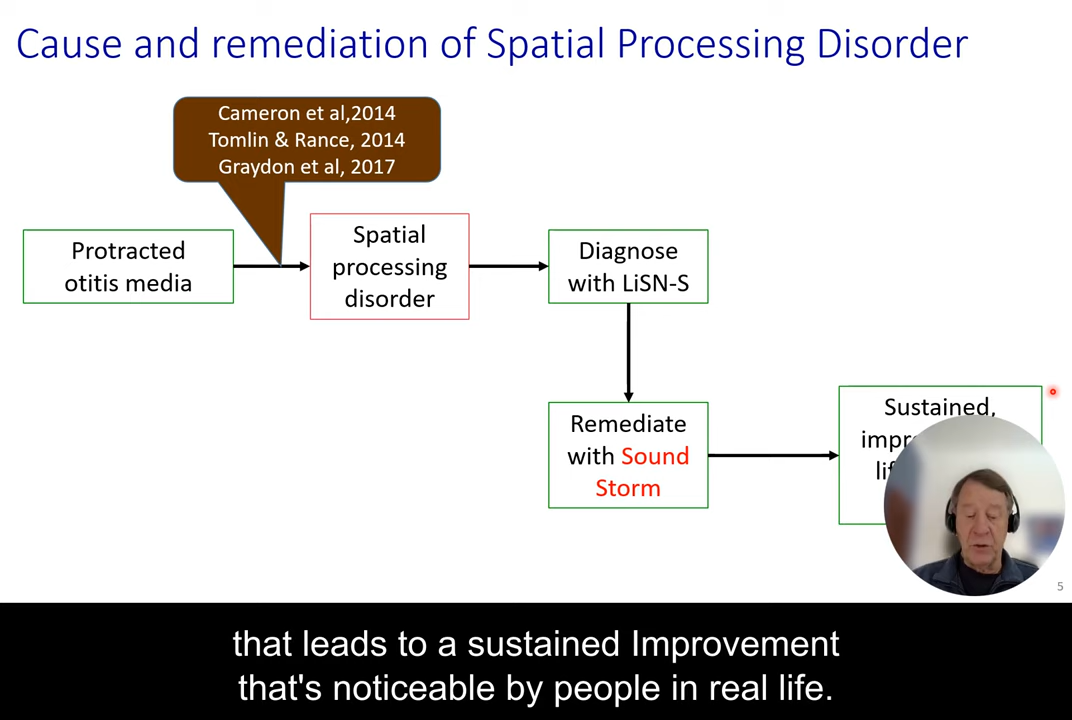 Cause and remediation of Spatial Processing Disorder
Cameron et al,2014
Tomlin & Rance, 2014
Graydon et al, 2017
Protracted
otitis media
Spatial
processing
disorder
Diagnose
with LiSN-S
Remediate
with Sound
Storm
Sustained,
5
that leads to a sustained Improvement
that's noticeable by people in real life.